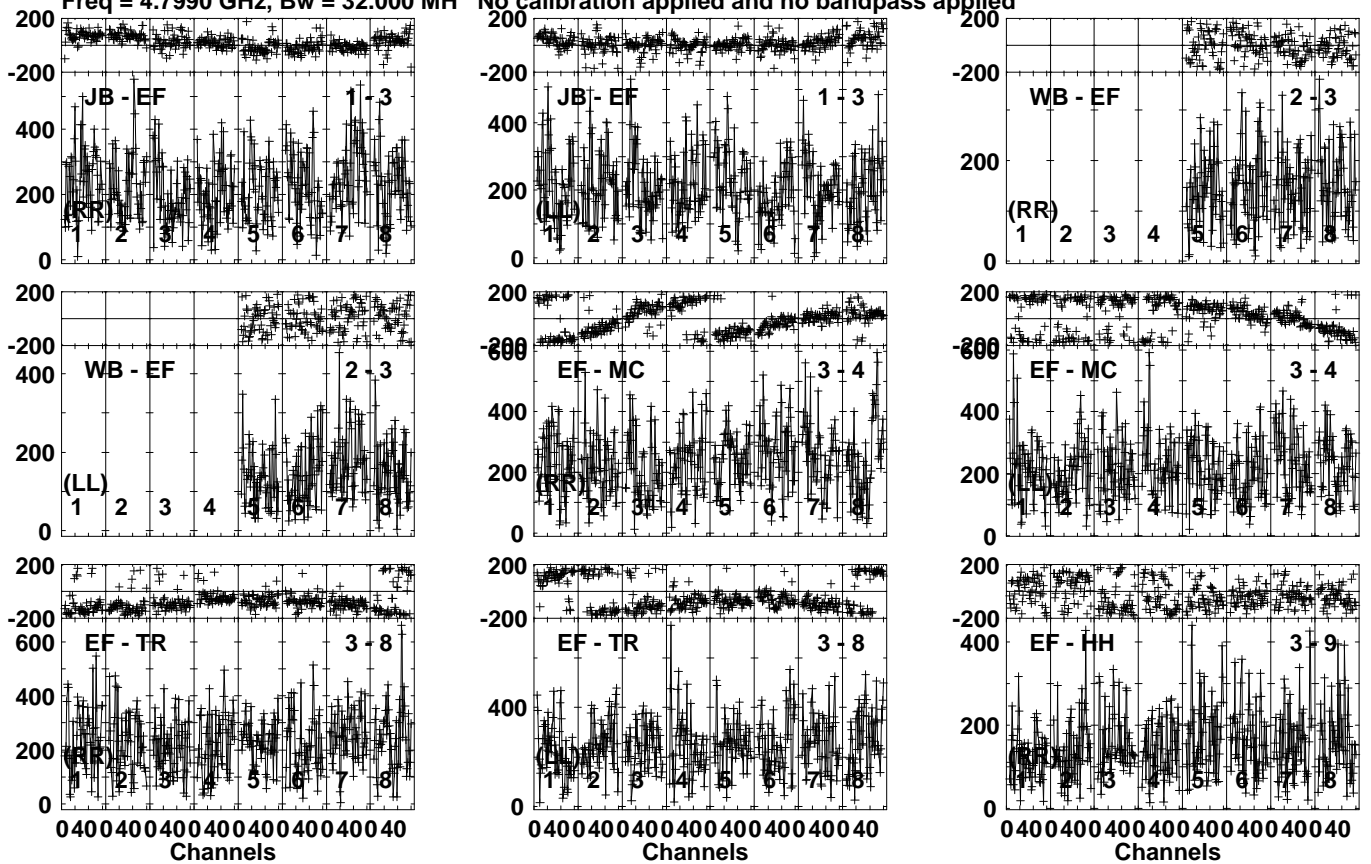 Freq = 4.7990 GHz, Bw = 32.000 MH No calibration applied and no bandpass applied
200 200 200
-200 -200 -200
JB - EF 1 - 3 JB - EF 1 - 3 WB - EF 2 - 3
400 400
200 200 200
(RR) (LL) (RR)
1 2 3 4 5 6 7 8 1 2 3 4 5 6 7 8 1 2 3 4 5 6 7 8
0 0 0
200 200 200
-200 -200 -200
600 600
WB - EF 2 - 3 EF - MC 3 - 4 EF - MC 3 - 4
400 400 400
200 200 200
(LL) (RR) (LL)
1 2 3 4 5 6 7 8 1 2 3 4 5 6 7 8 1 2 3 4 5 6 7 8
0 0 0
200 200 200
-200 -200 -200
EF - TR 3 - 8 EF - TR 3 - 8 EF - HH 3 - 9
600 400
400 400
200 200 200
(RR) (LL) (RR)
1 2 3 4 5 6 7 8 1 2 3 4 5 6 7 8 1 2 3 4 5 6 7 8
0 0 0
0 40 0 40 0 40 0 40 0 40 0 40 0 40 0 40 0 40 0 40 0 40 0 40 0 40 0 40 0 40 0 40 0 40 0 40 0 40 0 40 0 40 0 40 0 40 0 40
Channels Channels Channels